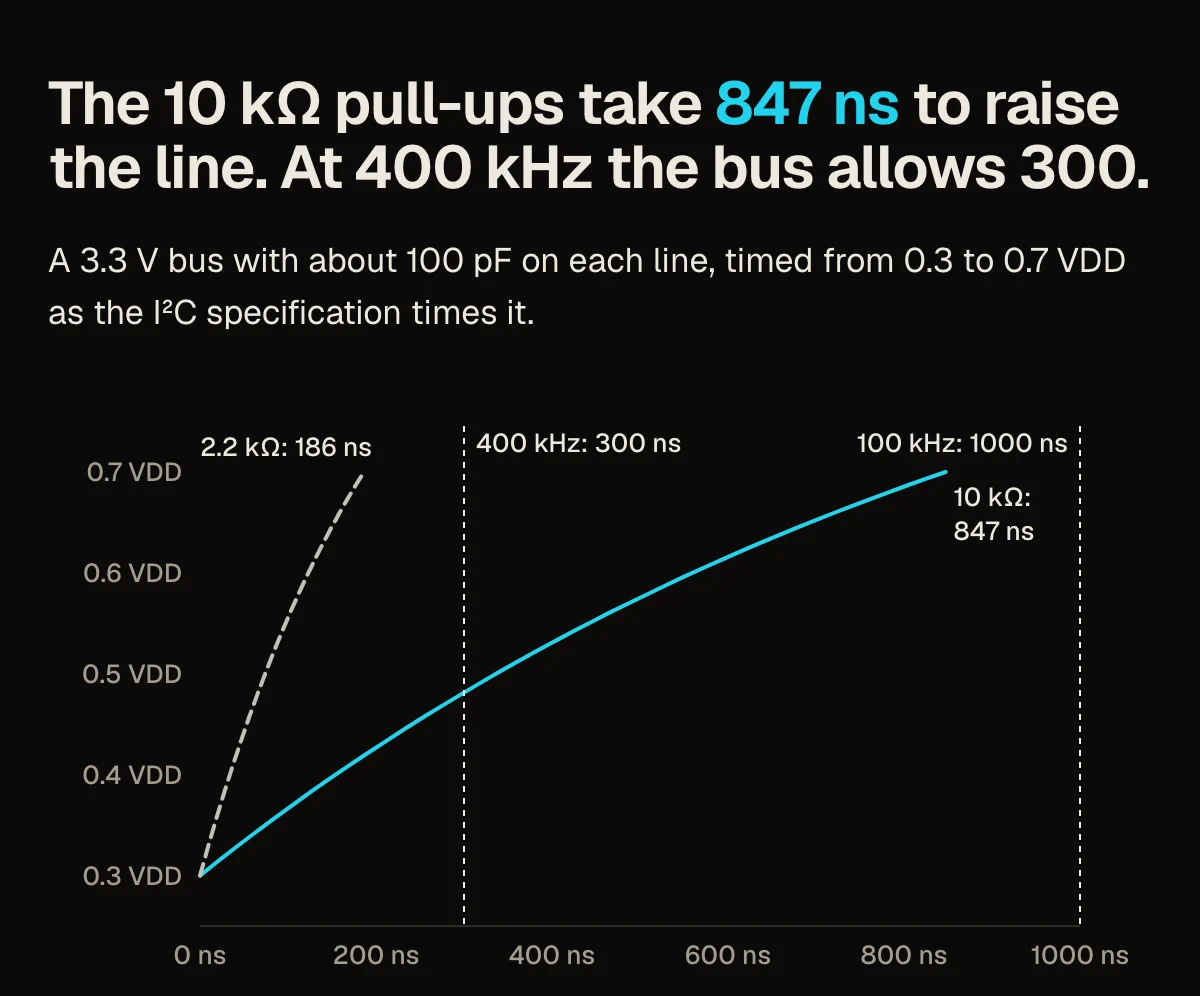 The 10 kΩ pull-ups take 847 ns to raise
the line. At 400 kHz the bus allows 300.
A 3.3 V bus with about 100 pF on each line, timed from 0.3 to 0.7 VDD
as the I²C specification times it.
2.2 kΩ: 186 ns
400 kHz: 300 ns
100 kHz: 1000 ns
0.7 VDD
10 kΩ:
847 ns
0.6 VDD
0.5 VDD
0.4 VDD
0.3 VDD
0 ns
200 ns
400 ns
600 ns
800 ns
1000 ns